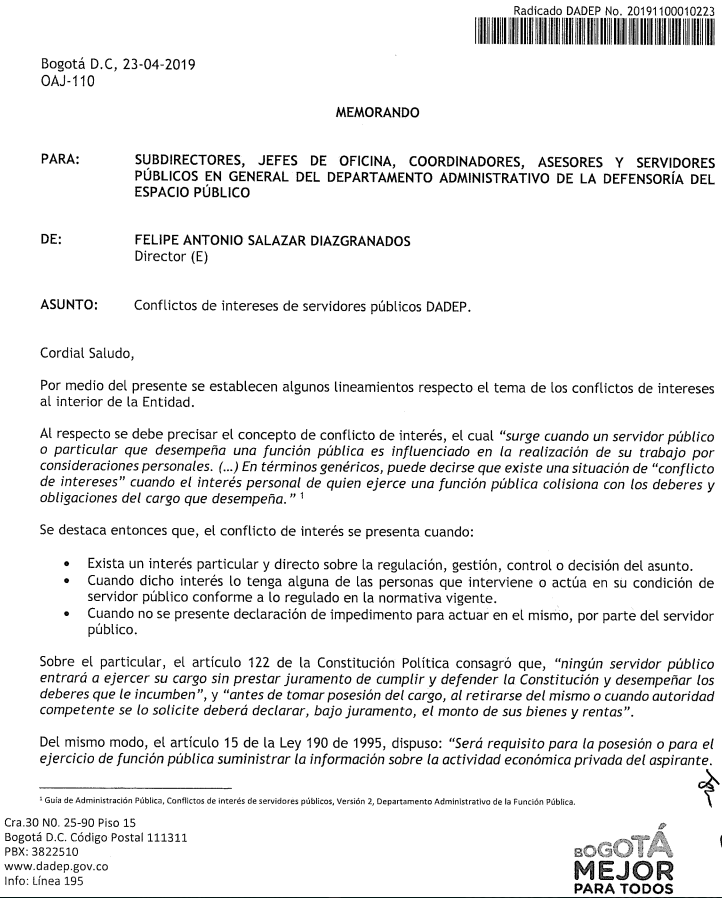 Radicado DADEP No. 20191100010223
Bogotá D.C, 23-04-2019
OAJ-110
MEMORANDO
PARA: SUBDIRECTORES, JEFES DE OFICINA, COORDINADORES, ASESORES Y SERVIDORES
PÚBLICOS EN GENERAL DEL DEPARTAMENTO ADMINISTRATIVO DE LA DEFENSORÍA DEL
ESPACIO PÚBLICO
DE: FELIPE ANTONIO SALAZAR DIAZGRANADOS
Director (E)
ASUNTO: Conflictos de intereses de servidores públicos DADEP.
Cordial Saludo,
Por medio del presente se establecen algunos lineamientos respecto el tema de los conflictos de intereses
al interior de la Entidad.
Al respecto se debe precisar el concepto de conflicto de interés, el cual “surge cuando un servidor público
o particular que desempeña una función pública es influenciado en la realización de su trabajo por
consideraciones personales. (…) En términos genéricos, puede decirse que existe una situación de “conflicto
de intereses” cuando el interés personal de quien ejerce una función pública colisiona con los deberes y
obligaciones del cargo que desempeña.” ¹
Se destaca entonces que, el conflicto de interés se presenta cuando:
• Exista un interés particular y directo sobre la regulación, gestión, control o decisión del asunto.
• Cuando dicho interés lo tenga alguna de las personas que interviene o actúa en su condición de
servidor público conforme a lo regulado en la normativa vigente.
• Cuando no se presente declaración de impedimento para actuar en el mismo, por parte del servidor
público.
Sobre el particular, el artículo 122 de la Constitución Política consagró que, “ningún servidor público
entrará a ejercer su cargo sin prestar juramento de cumplir y defender la Constitución y desempeñar los
deberes que le incumben”, y “antes de tomar posesión del cargo, al retirarse del mismo o cuando autoridad
competente se lo solicite deberá declarar, bajo juramento, el monto de sus bienes y rentas”.
Del mismo modo, el artículo 15 de la Ley 190 de 1995, dispuso: “Será requisito para la posesión o para el
ejercicio de función pública suministrar la información sobre la actividad económica privada del aspirante.
¹ Guía de Administración Pública, Conflictos de interés de servidores públicos, Versión 2, Departamento Administrativo de la Función Pública.
Cra.30 N0. 25-90 Piso 15
Bogotá D.C. Código Postal 111311
PBX: 3822510
www.dadep.gov.co
Info: Línea 195
BOGOTÁ
MEJOR
PARA TODOS